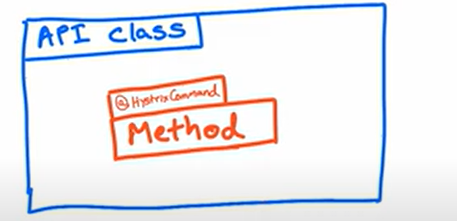 API class
@HystrixCommand
Method